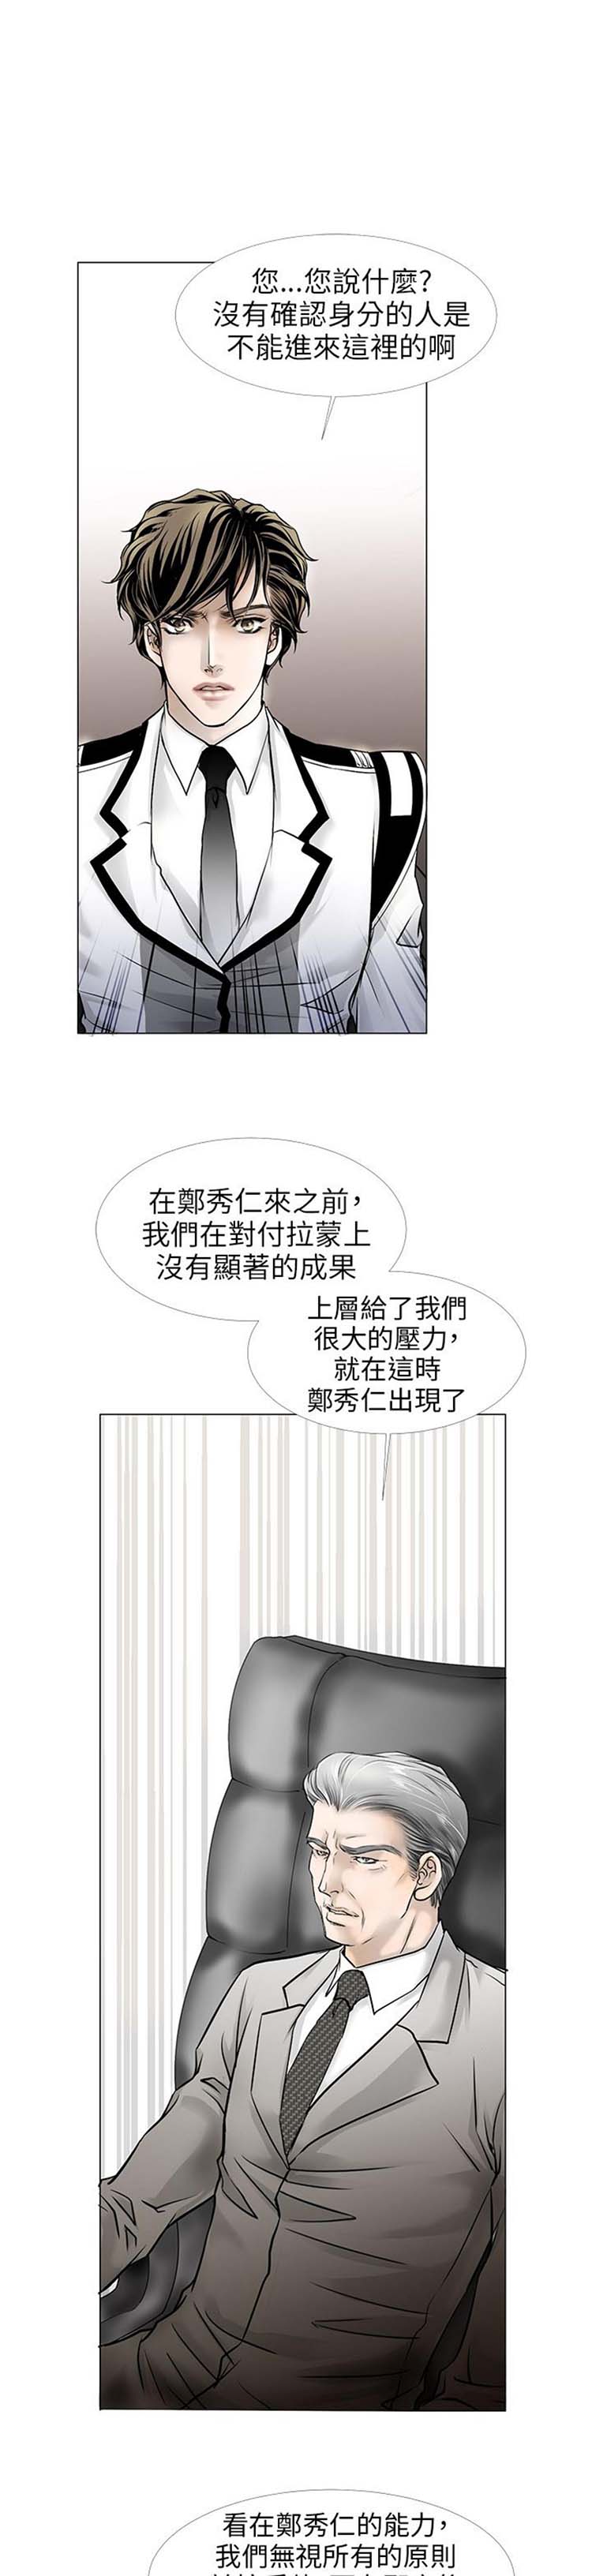 您...您說什麼?
沒有確認身分的人是
不能進來這裡的啊
在鄭秀仁來之前,
我們在對付拉蒙上
沒有顯著的成果
上層給了我們
很大的壓力,
就在這時
鄭秀仁出現了
看在鄭秀仁的能力,
我們無視所有的原則